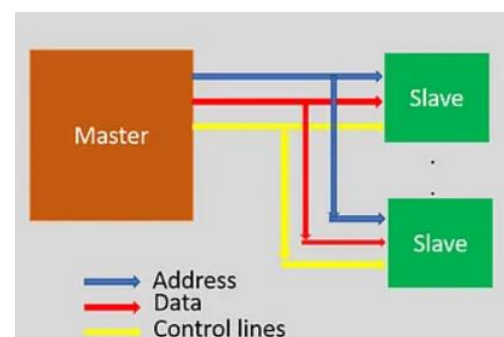 Master
Slave
.
.
Slave
Address
Data
Control lines